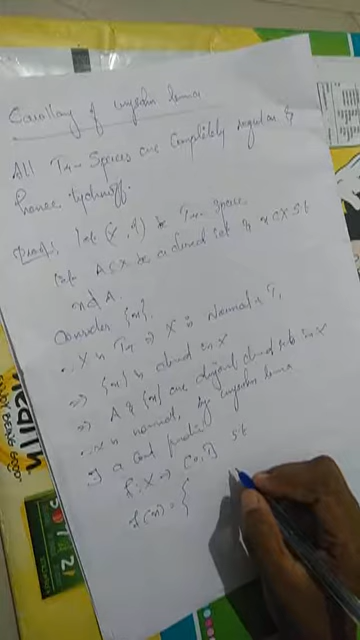 Corollary of urysohn lemma.
All T4- Spaces are Completely regular &
hence tychnoff.
Proof: let (X, T) be T4- Space
let A⊂X be a closed set & x ∈ X s.t
x ∉ A.
Consider {x}.
∵ X is T4 ⇒ X is Normal & T1
⇒ {x} is closed in X
⇒ A & {x} are disjoint closed sets in X
∵ X is normal, by urysohn lemma
∃ a cont function
f: X → [0,1] s.t
f(x) = {